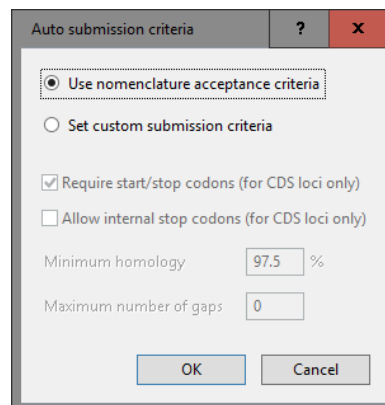 Auto submission criteria ? x
Use nomenclature acceptance criteria
Set custom submission criteria
Require start/stop codons (for CDS loci only)
Allow internal stop codons (for CDS loci only)
Minimum homology 97.5 %
Maximum number of gaps 0
OK Cancel